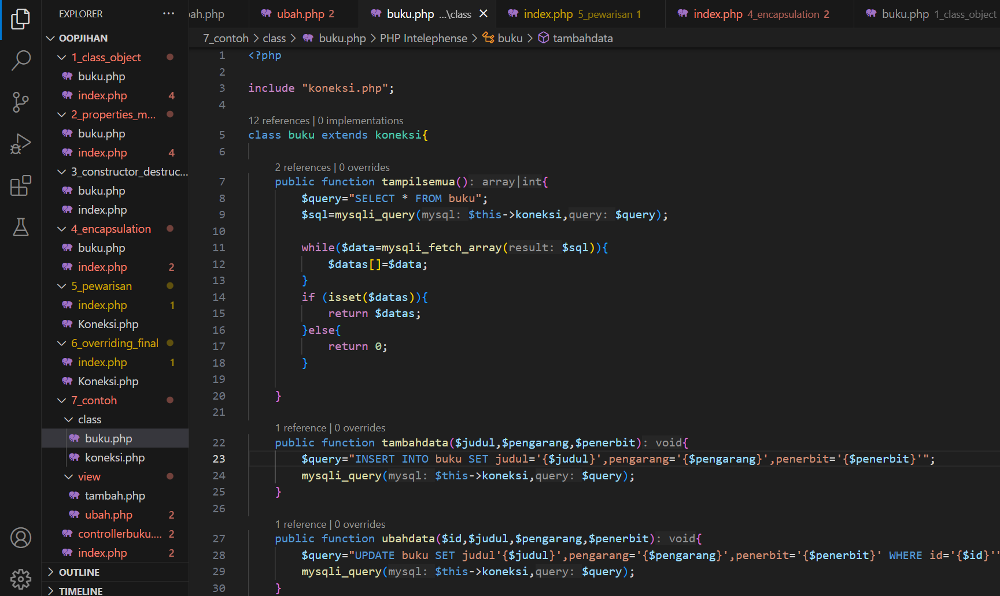 EXPLORER
OOPJIHAN
1_class_object
buku.php
index.php 4
2_properties_m...
buku.php
index.php 4
3_constructor_destruc...
buku.php
index.php
4_encapsulation
buku.php
index.php 2
5_pewarisan
index.php 1
Koneksi.php
6_overriding_final
index.php 1
Koneksi.php
7_contoh
class
buku.php
koneksi.php
view
tambah.php
ubah.php 2
controllerbuku.... 2
index.php 2
OUTLINE
TIMELINE
ah.php ubah.php 2 buku.php ...\class index.php 5_pewarisan 1 index.php 4_encapsulation 2 buku.php 1_class_object
7_contoh > class > buku.php > PHP Intelephense > buku > tambahdata
1 <?php
2
3 include "koneksi.php";
4
12 references | 0 implementations
5 class buku extends koneksi{
6
2 references | 0 overrides
7 public function tampilsemua(): array|int{
8 $query="SELECT * FROM buku";
9 $sql=mysqli_query(mysql: $this->koneksi,query: $query);
10
11 while($data=mysqli_fetch_array(result: $sql)){
12 $datas[]=$data;
13 }
14 if (isset($datas)){
15 return $datas;
16 }else{
17 return 0;
18 }
19
20 }
21
1 reference | 0 overrides
22 public function tambahdata($judul,$pengarang,$penerbit): void{
23 $query="INSERT INTO buku SET judul='{$judul}',pengarang='{$pengarang}',penerbit='{$penerbit}'";
24 mysqli_query(mysql: $this->koneksi,query: $query);
25 }
26
1 reference | 0 overrides
27 public function ubahdata($id,$judul,$pengarang,$penerbit): void{
28 $query="UPDATE buku SET judul'{$judul}',pengarang='{$pengarang}',penerbit='{$penerbit}' WHERE id='{$id}'"
29 mysqli_query(mysql: $this->koneksi,query: $query);
30 }